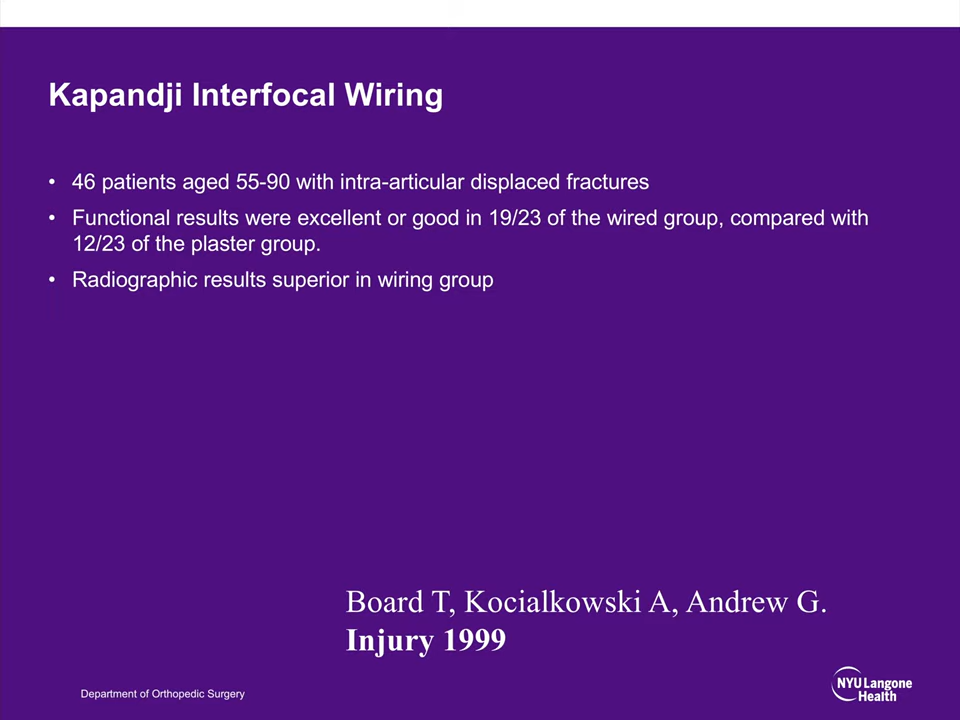 Kapandji Interfocal Wiring
• 46 patients aged 55-90 with intra-articular displaced fractures
• Functional results were excellent or good in 19/23 of the wired group, compared with
12/23 of the plaster group.
• Radiographic results superior in wiring group
Board T, Kocialkowski A, Andrew G.
Injury 1999
Department of Orthopedic Surgery
NYU Langone
Health